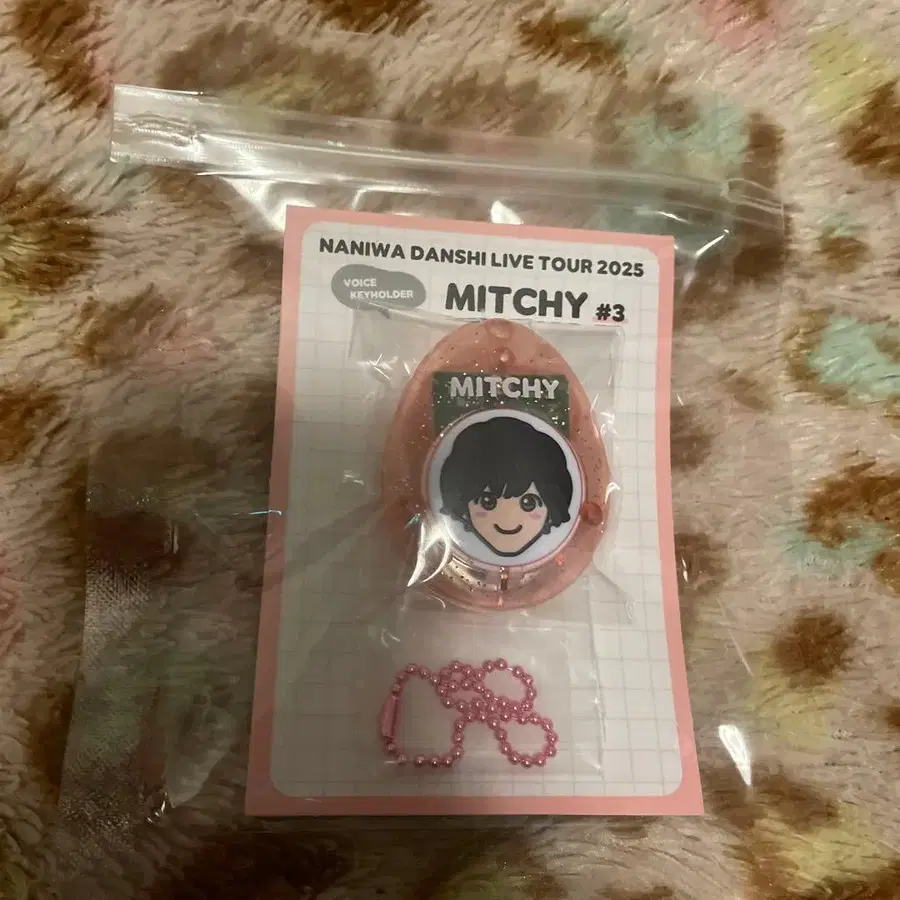 NANIWA DANSHI LIVE TOUR 2025
VOICE
KEYHOLDER
MITCHY #3
MITCHY